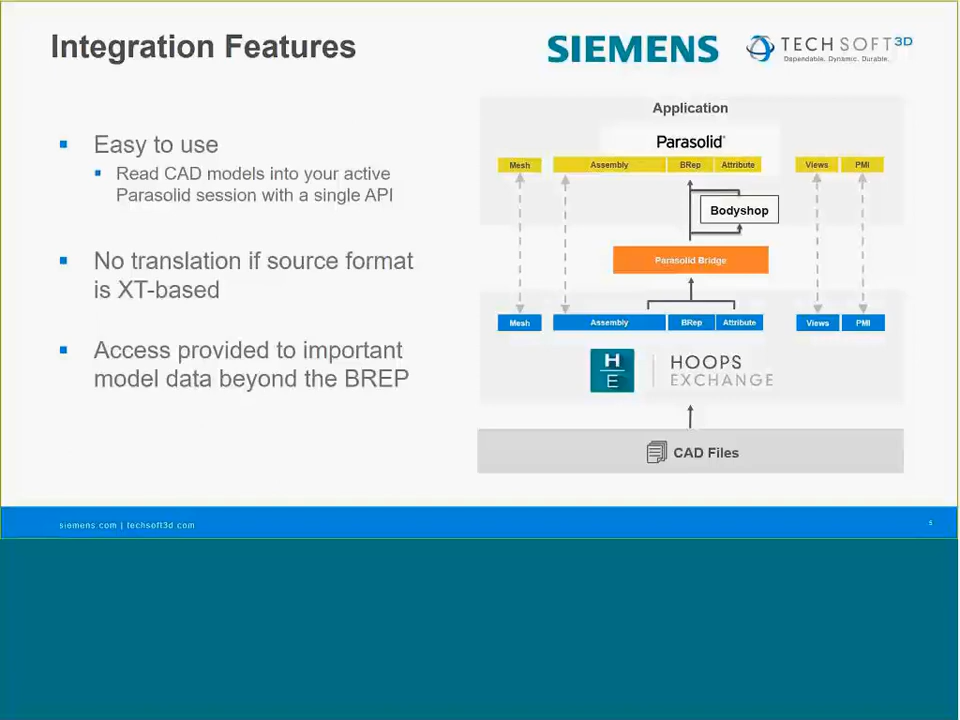 Integration Features
SIEMENS
TECH SOFT 3D
Dependable. Dynamic. Durable.
Easy to use
Read CAD models into your active
Parasolid session with a single API
No translation if source format
is XT-based
Access provided to important
model data beyond the BREP
Application
Parasolid®
Mesh Assembly BRep Attribute Views PMI
Bodyshop
Parasolid Bridge
Mesh Assembly BRep Attribute Views PMI
H
E
HOOPS
EXCHANGE
CAD Files
siemens.com | techsoft3d.com
5